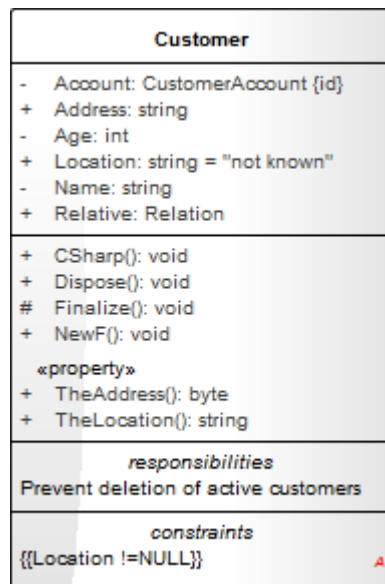 Customer
- Account: CustomerAccount {id}
+ Address: string
- Age: int
+ Location: string = "not known"
- Name: string
+ Relative: Relation
+ CSharp(): void
+ Dispose(): void
# Finalize(): void
+ NewF(): void
«property»
+ TheAddress(): byte
+ TheLocation(): string
responsibilities
Prevent deletion of active customers
constraints
{{Location !=NULL}}
A